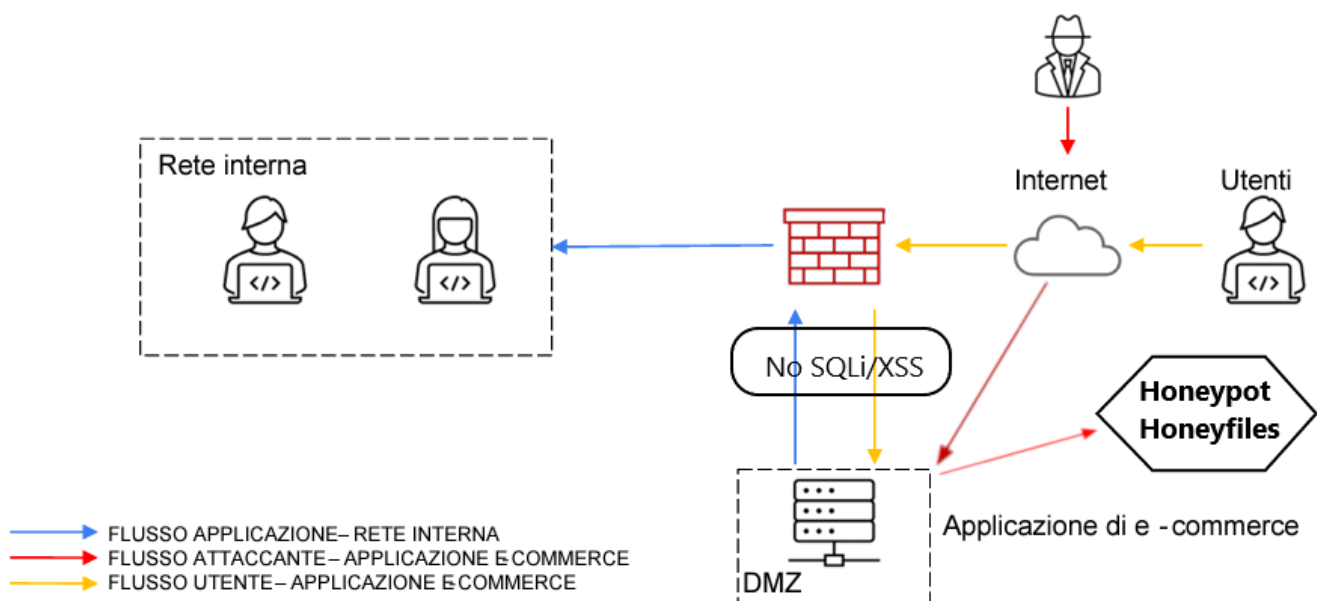 Rete interna
Internet
Utenti
No SQLi/XSS
Honeypot
Honeyfiles
Applicazione di e -commerce
DMZ
FLUSSO APPLICAZIONE– RETE INTERNA
FLUSSO ATTACCANTE– APPLICAZIONE E-COMMERCE
FLUSSO UTENTE– APPLICAZIONE E-COMMERCE